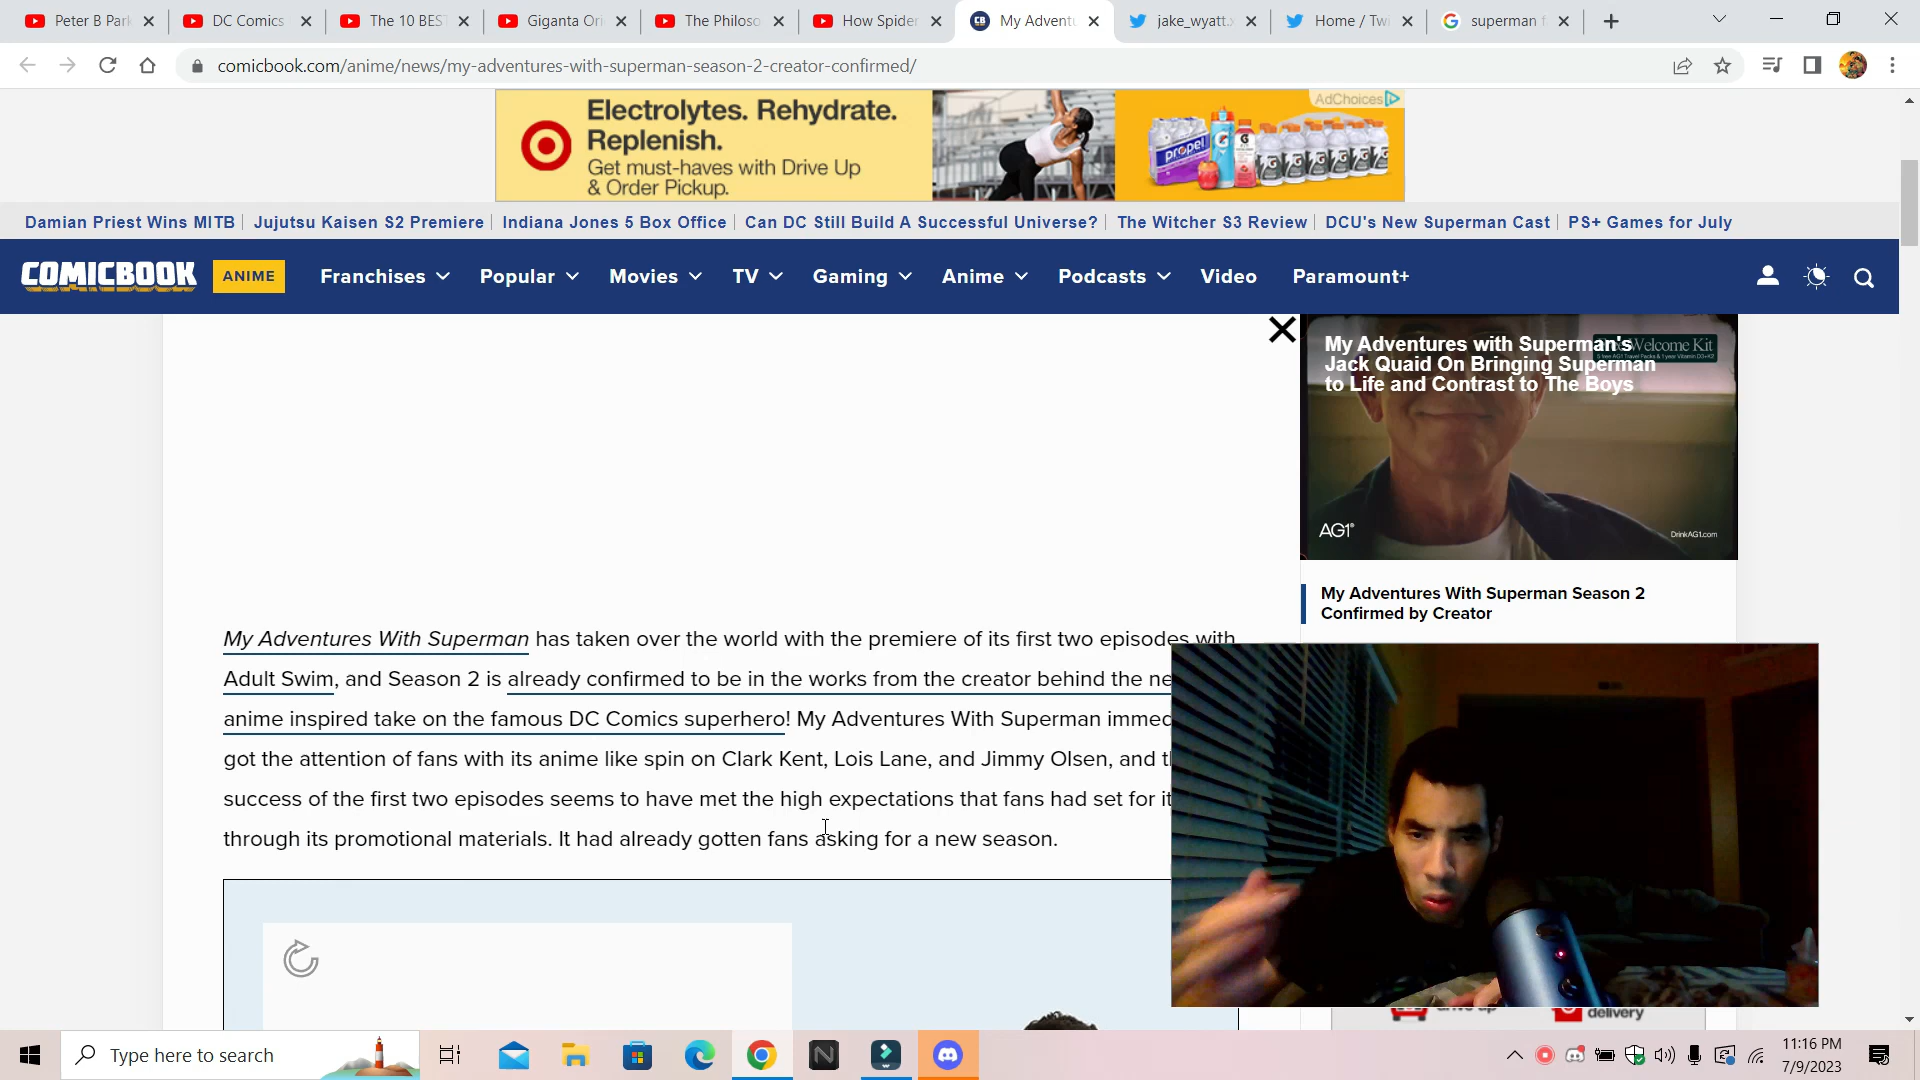 Peter B Park
DC Comics
The 10 BES
Giganta Ori
The Philoso
How Spider
My Adventu
jake_wyatt.x
Home / Twi
superman f
comicbook.com/anime/news/my-adventures-with-superman-season-2-creator-confirmed/
Electrolytes. Rehydrate.
Replenish.
Get must-haves with Drive Up
& Order Pickup.
propel
AdChoices
Damian Priest Wins MITB
Jujutsu Kaisen S2 Premiere
Indiana Jones 5 Box Office
Can DC Still Build A Successful Universe?
The Witcher S3 Review
DCU's New Superman Cast
PS+ Games for July
COMICBOOK
ANIME
Franchises
Popular
Movies
TV
Gaming
Anime
Podcasts
Video
Paramount+
My Adventures with Superman's
Jack Quaid On Bringing Superman
to Life and Contrast to The Boys
Welcome Kit
AG1
DrinkAG1.com
My Adventures With Superman Season 2
Confirmed by Creator
My Adventures With Superman has taken over the world with the premiere of its first two episodes with
Adult Swim, and Season 2 is already confirmed to be in the works from the creator behind the ne
anime inspired take on the famous DC Comics superhero! My Adventures With Superman immed
got the attention of fans with its anime like spin on Clark Kent, Lois Lane, and Jimmy Olsen, and t
success of the first two episodes seems to have met the high expectations that fans had set for it
through its promotional materials. It had already gotten fans asking for a new season.
drive up
delivery
Type here to search
11:16 PM
7/9/2023